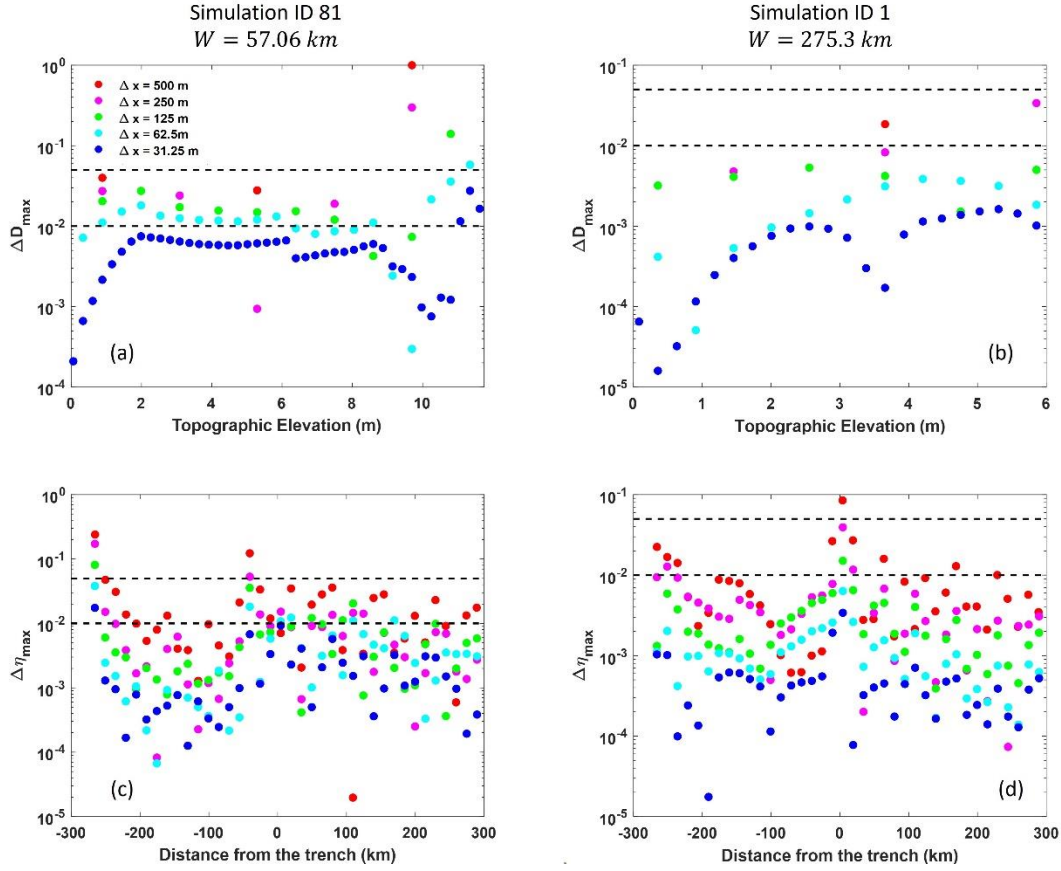 Simulation ID 81
W = 57.06 km
Simulation ID 1
W = 275.3 km
10^0
10^-1
10^-2
10^-3
10^-4
ΔD_max
Δ x = 500 m
Δ x = 250 m
Δ x = 125 m
Δ x = 62.5m
Δ x = 31.25 m
(a)
0 2 4 6 8 10
Topographic Elevation (m)
10^-1
10^-2
10^-3
10^-4
10^-5
ΔD_max
(b)
0 1 2 3 4 5 6
Topographic Elevation (m)
10^0
10^-1
10^-2
10^-3
10^-4
10^-5
Δη_max
(c)
-300 -200 -100 0 100 200 300
Distance from the trench (km)
10^-1
10^-2
10^-3
10^-4
10^-5
Δη_max
(d)
-300 -200 -100 0 100 200 300
Distance from the trench (km)